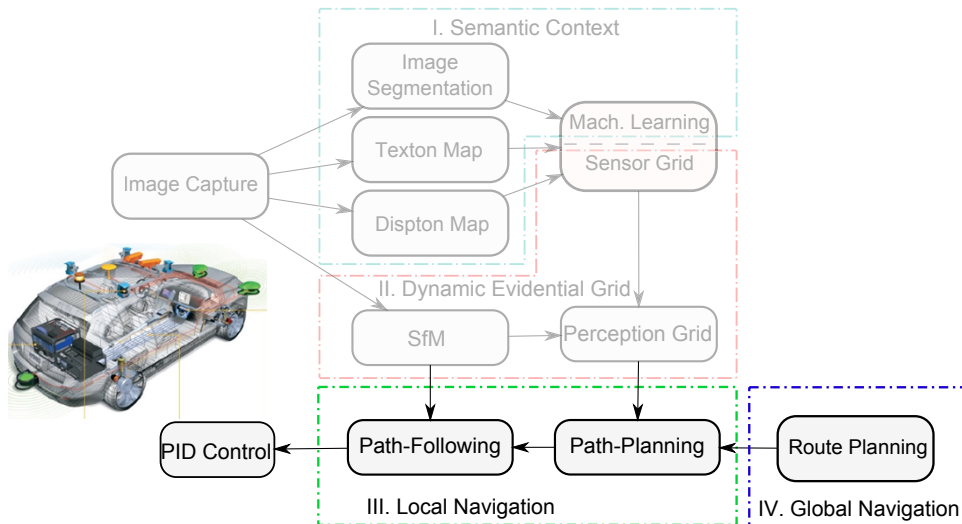 I. Semantic Context
Image
Segmentation
Mach. Learning
Texton Map
Sensor Grid
Image Capture
Dispton Map
II. Dynamic Evidential Grid
SfM
Perception Grid
PID Control
Path-Following
Path-Planning
Route Planning
III. Local Navigation
IV. Global Navigation